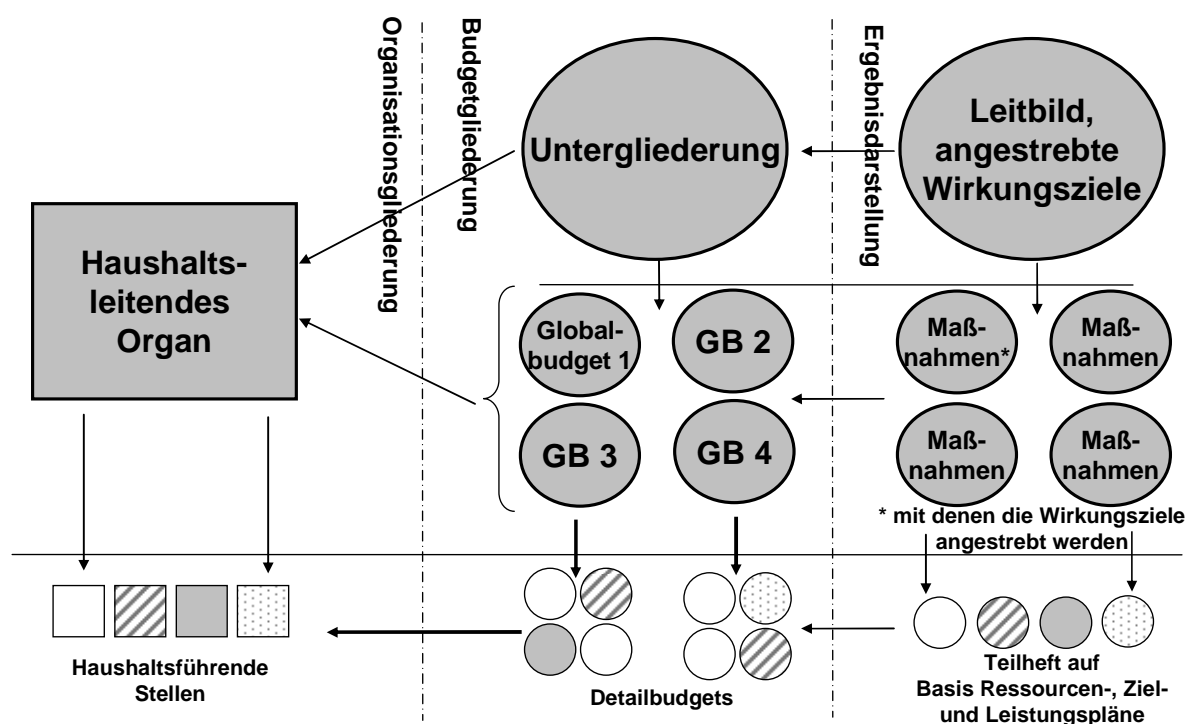 Organisationsgliederung
Budgetgliederung
Ergebnisdarstellung
Haushalts-
leitendes
Organ
Untergliederung
Leitbild,
angestrebte
Wirkungsziele
Global-
budget 1
GB 2
GB 3
GB 4
Maß-
nahmen*
Maß-
nahmen
Maß-
nahmen
Maß-
nahmen
* mit denen die Wirkungsziele
angestrebt werden
Haushaltsführende
Stellen
Detailbudgets
Teilheft auf
Basis Ressourcen-, Ziel-
und Leistungspläne